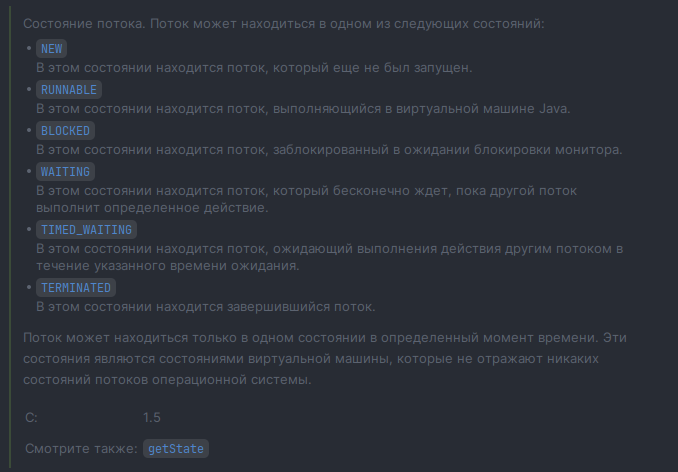 Состояние потока. Поток может находиться в одном из следующих состояний:
• NEW
В этом состоянии находится поток, который еще не был запущен.
• RUNNABLE
В этом состоянии находится поток, выполняющийся в виртуальной машине Java.
• BLOCKED
В этом состоянии находится поток, заблокированный в ожидании блокировки монитора.
• WAITING
В этом состоянии находится поток, который бесконечно ждет, пока другой поток
выполнит определенное действие.
• TIMED_WAITING
В этом состоянии находится поток, ожидающий выполнения действия другим потоком в
течение указанного времени ожидания.
• TERMINATED
В этом состоянии находится завершившийся поток.
Поток может находиться только в одном состоянии в определенный момент времени. Эти
состояния являются состояниями виртуальной машины, которые не отражают никаких
состояний потоков операционной системы.
С: 1.5
Смотрите также: getState